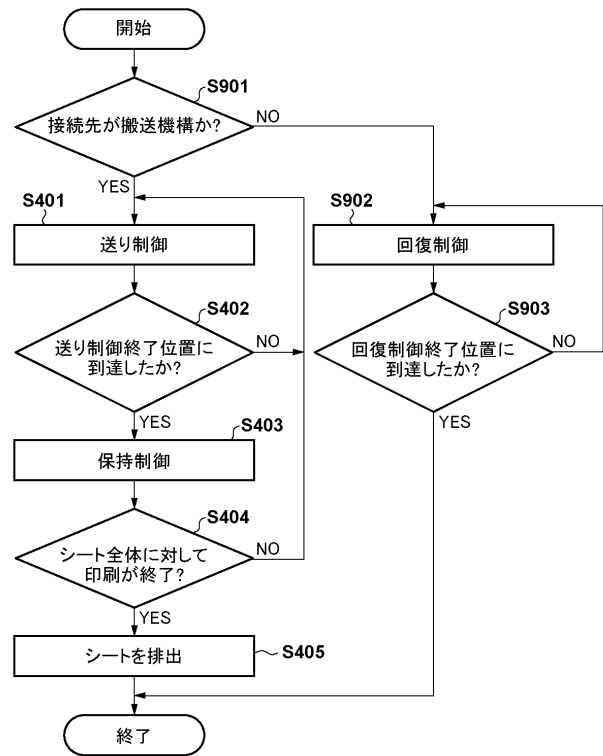 開始
S901
接続先が搬送機構か?
NO
YES
S401
送り制御
S902
回復制御
S402
送り制御終了位置に
到達したか?
NO
YES
S903
回復制御終了位置に
到達したか?
NO
YES
S403
保持制御
S404
シート全体に対して
印刷が終了?
NO
YES
シートを排出
S405
終了